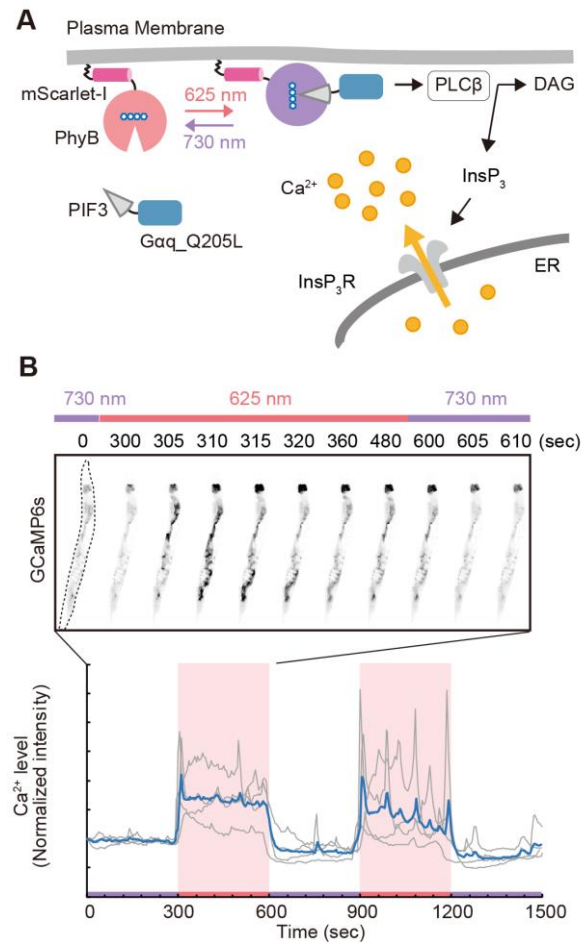 A
Plasma Membrane
mScarlet-I
PhyB
625 nm
730 nm
PLCβ
DAG
InsP3
Ca2+
PIF3
Gαq_Q205L
InsP3R
ER
B
730 nm 625 nm 730 nm
0 300 305 310 315 320 360 480 600 605 610 (sec)
GCaMP6s
Ca2+ level
(Normalized intensity)
0 300 600 900 1200 1500
Time (sec)